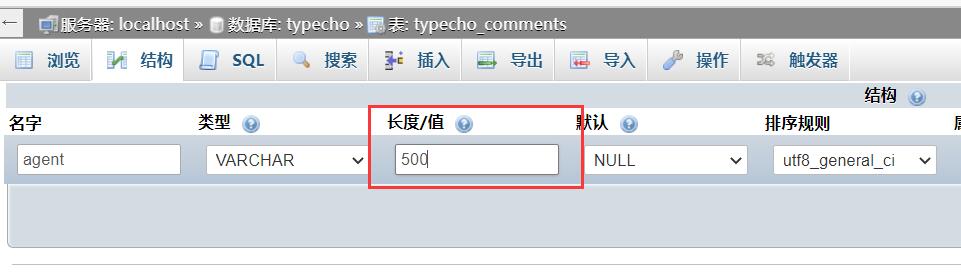 ← 服务器: localhost » 数据库: typecho » 表: typecho_comments
浏览 结构 SQL 搜索 插入 导出 导入 操作 触发器
结构
名字 类型 长度/值 默认 排序规则
agent VARCHAR 500 NULL utf8_general_ci